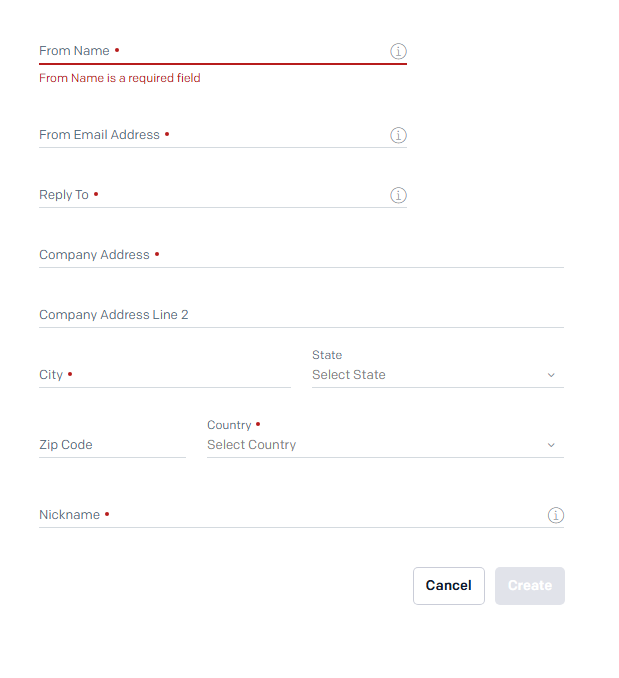 From Name •
From Name is a required field
From Email Address •
Reply To •
Company Address •
Company Address Line 2
City •
State
Select State
Zip Code
Country •
Select Country
Nickname •
Cancel
Create